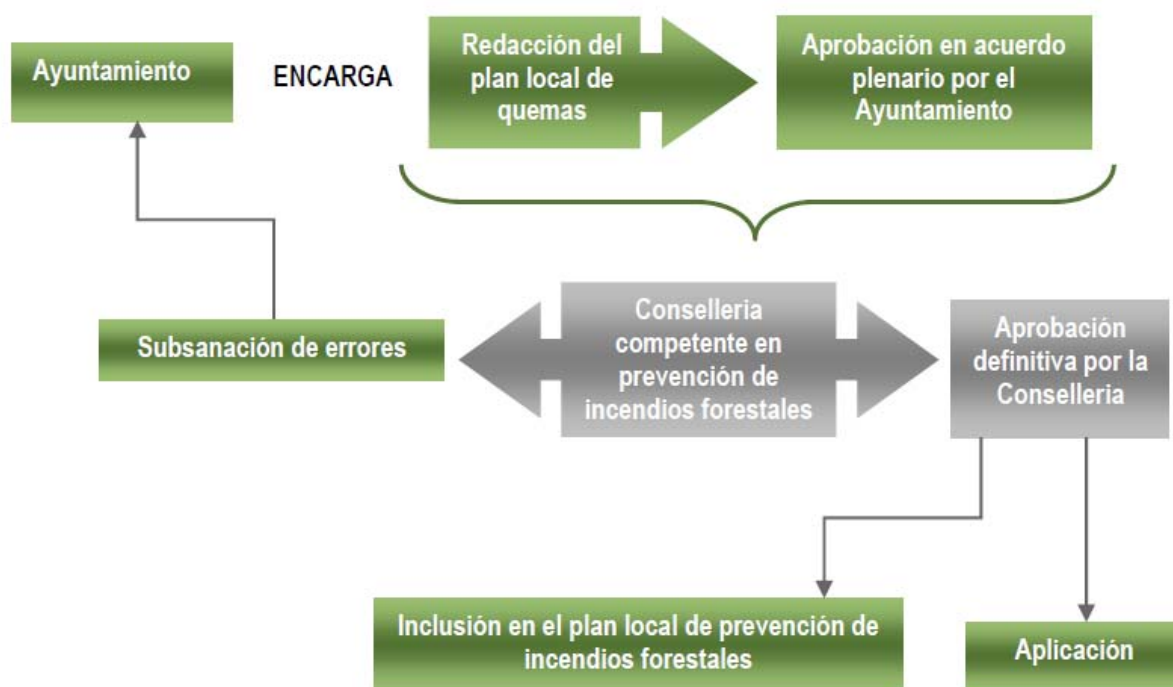 Ayuntamiento
ENCARGA
Redacción del
plan local de
quemas
Aprobación en acuerdo
plenario por el
Ayuntamiento
Subsanación de errores
Conselleria
competente en
prevención de
incendios forestales
Aprobación
definitiva por la
Conselleria
Inclusión en el plan local de prevención de
incendios forestales
Aplicación